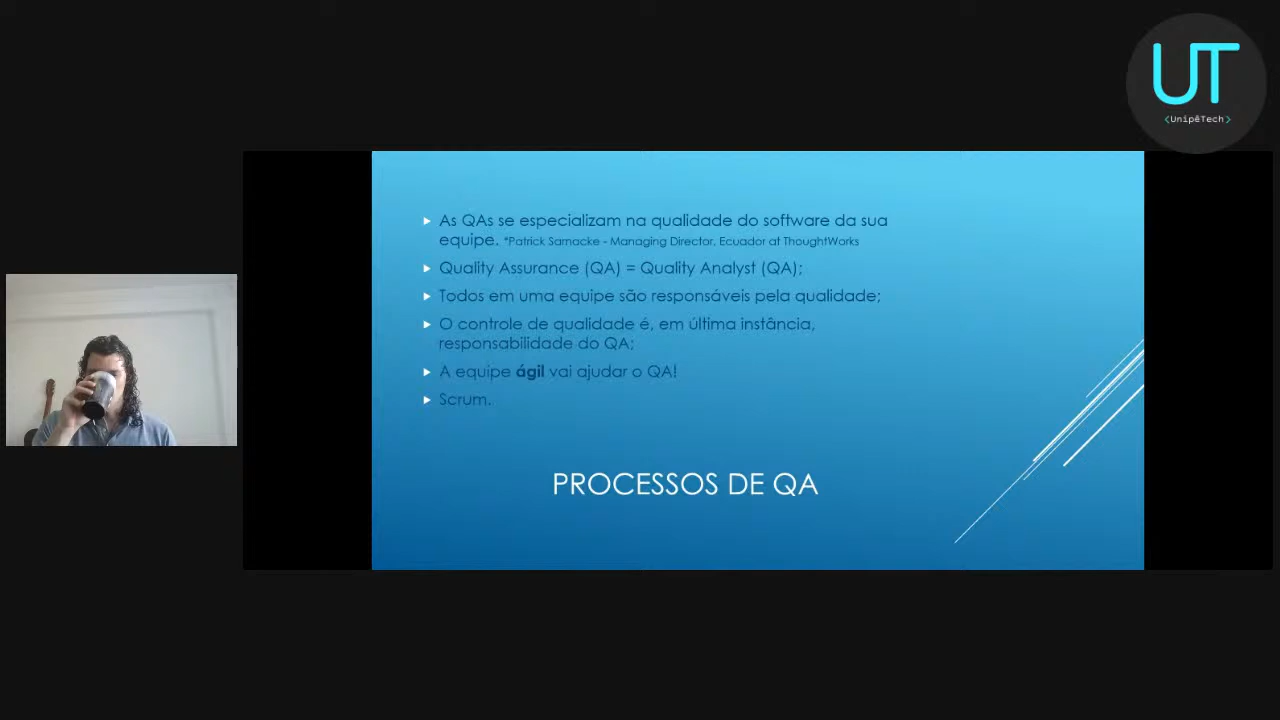 UT
<UnipêTech>
As QAs se especializam na qualidade do software da sua
equipe. *Patrick Sarnacke - Managing Director, Ecuador at ThoughtWorks
Quality Assurance (QA) = Quality Analyst (QA);
Todos em uma equipe são responsáveis pela qualidade;
O controle de qualidade é, em última instância,
responsabilidade do QA;
A equipe ágil vai ajudar o QA!
Scrum.
PROCESSOS DE QA